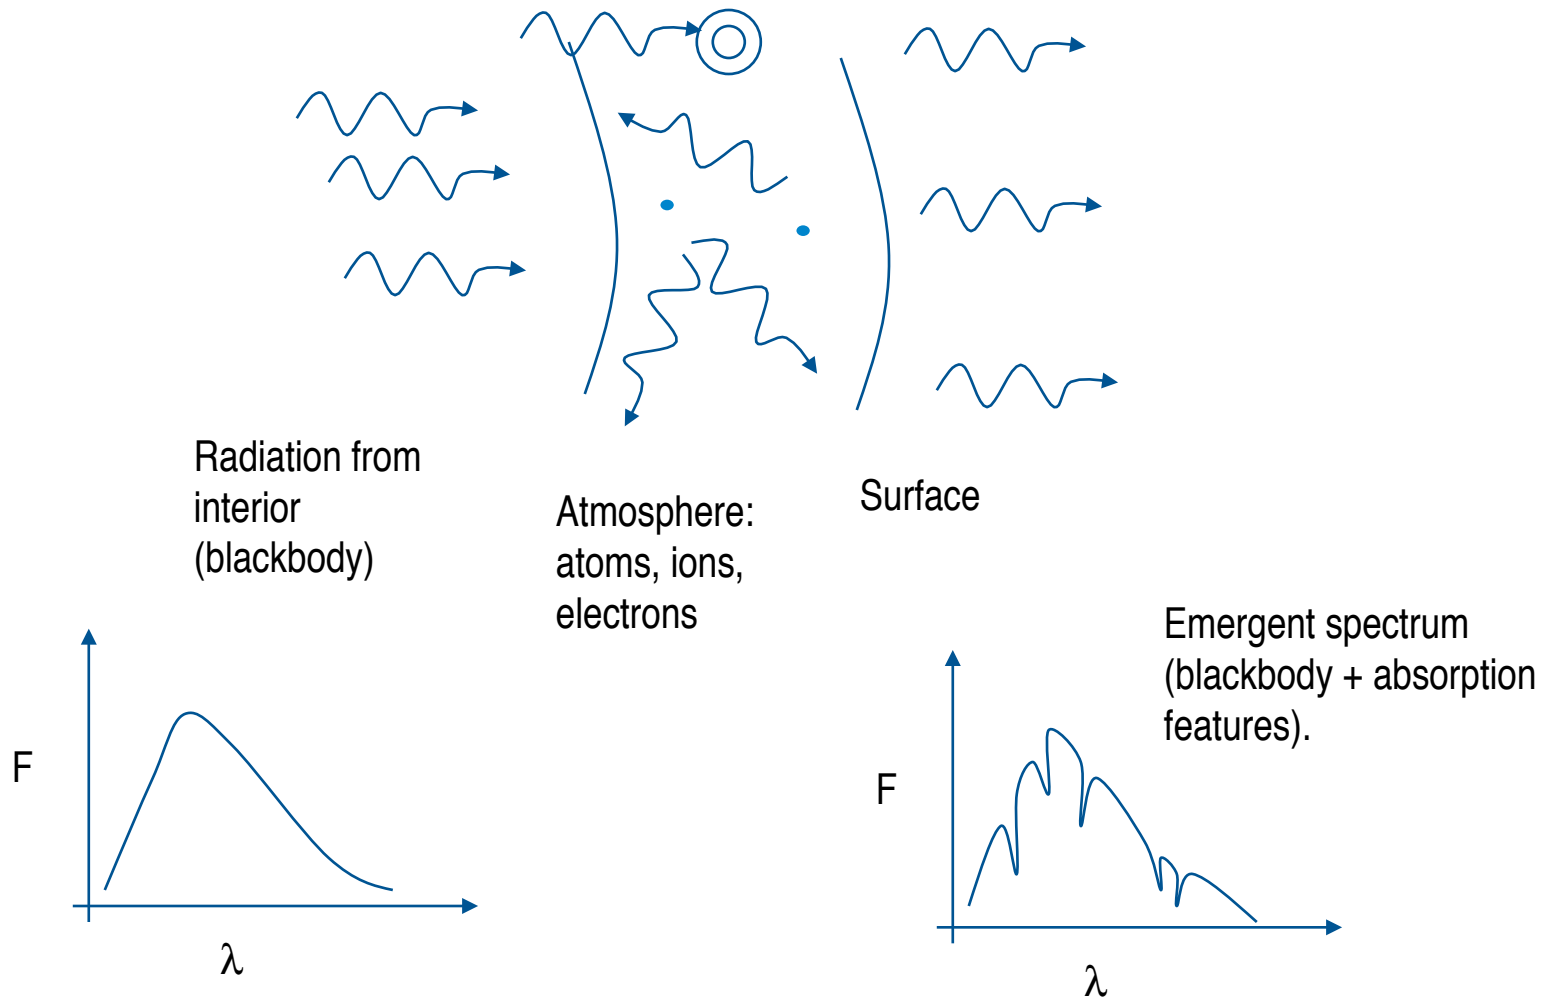 Radiation from
interior
(blackbody)
Atmosphere:
atoms, ions,
electrons
Surface
Emergent spectrum
(blackbody + absorption
features).
F
λ
F
λ